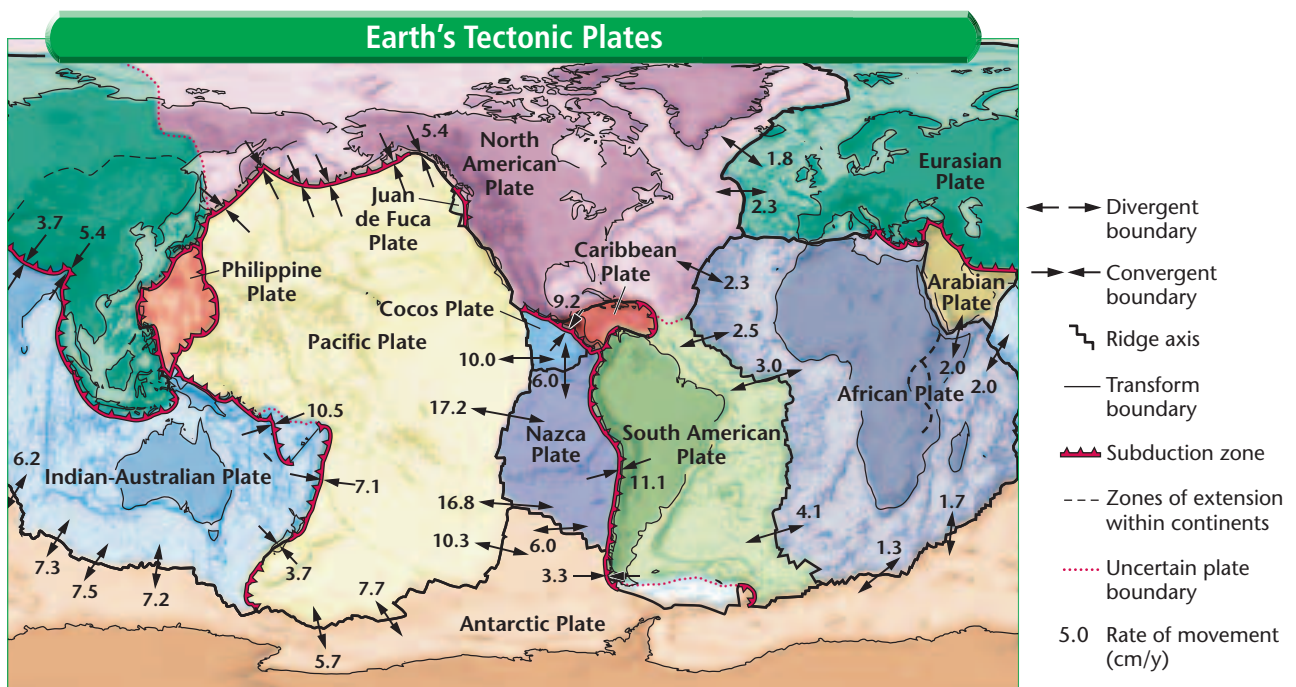 Earth's Tectonic Plates
5.4
North
American
Plate
1.8
Eurasian
Plate
2.3
Juan
de Fuca
Plate
3.7
5.4
Philippine
Plate
Caribbean
Plate
2.3
Arabian
Plate
9.2
Cocos Plate
Pacific Plate
10.0
2.5
3.0
6.0
2.0
2.0
African Plate
17.2
10.5
Nazca
Plate
South American
Plate
6.2
Indian-Australian Plate
7.1
11.1
16.8
4.1
1.7
10.3
6.0
1.3
7.3
7.5
7.2
3.7
3.3
7.7
Antarctic Plate
5.7
Divergent
boundary
Convergent
boundary
Ridge axis
Transform
boundary
Subduction zone
Zones of extension
within continents
Uncertain plate
boundary
5.0 Rate of movement
(cm/y)